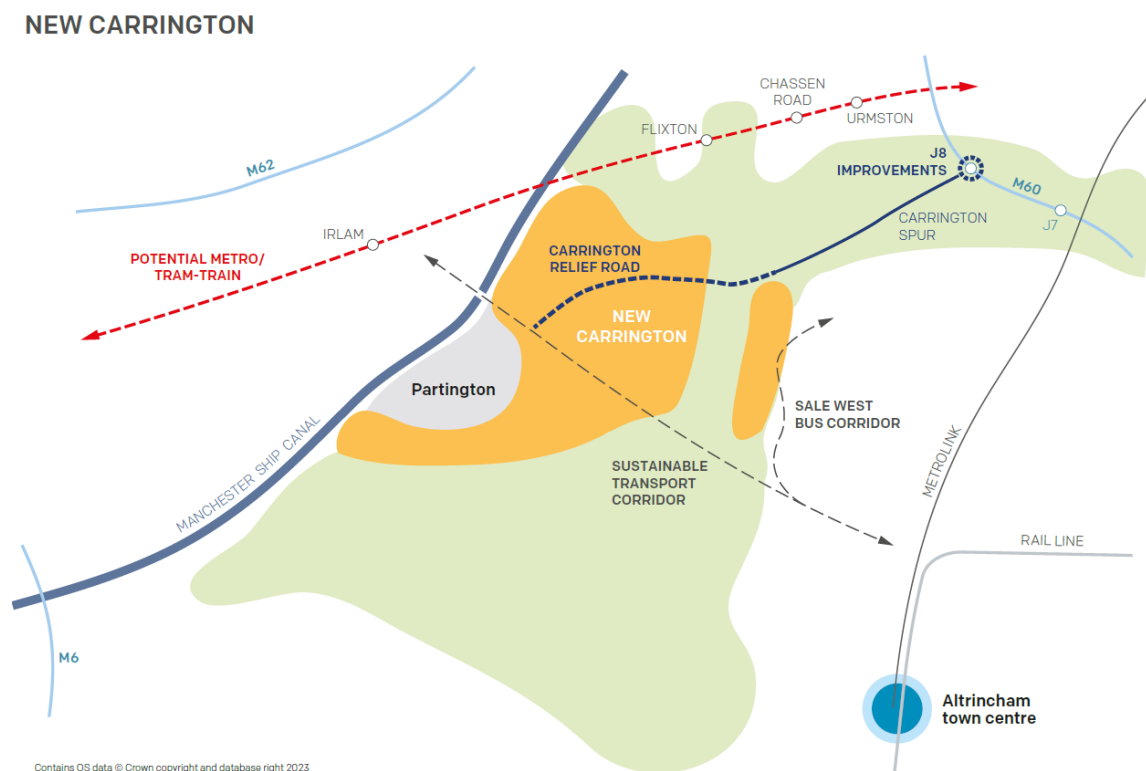 NEW CARRINGTON
CHASSEN
ROAD
URMSTON
FLIXTON
J8
IMPROVEMENTS
M62
M60
CARRINGTON
SPUR
J7
IRLAM
POTENTIAL METRO/
TRAM-TRAIN
CARRINGTON
RELIEF ROAD
NEW
CARRINGTON
Partington
SALE WEST
BUS CORRIDOR
MANCHESTER SHIP CANAL
SUSTAINABLE
TRANSPORT
CORRIDOR
METROLINK
RAIL LINE
M6
Altrincham
town centre
Contains OS data © Crown copyright and database right 2023